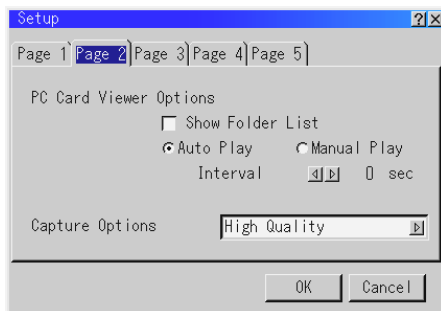 Setup
Page 1 Page 2 Page 3 Page 4 Page 5
PC Card Viewer Options
Show Folder List
Auto Play Manual Play
Interval 0 sec
Capture Options High Quality
OK Cancel